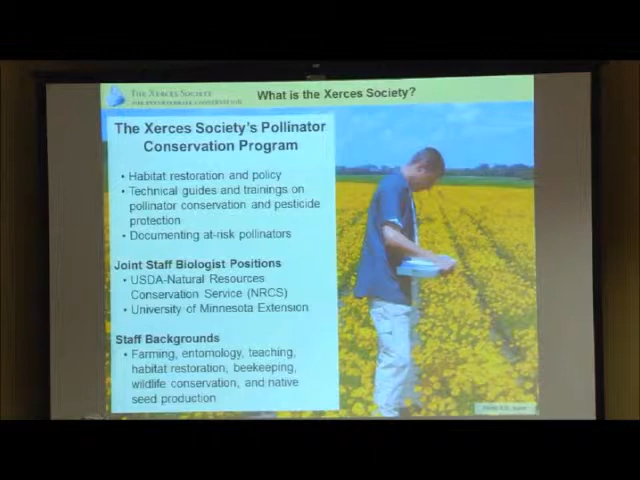 THE XERCES SOCIETY
FOR INVERTEBRATE CONSERVATION
What is the Xerces Society?
The Xerces Society's Pollinator
Conservation Program
• Habitat restoration and policy
• Technical guides and trainings on
pollinator conservation and pesticide
protection
• Documenting at-risk pollinators
Joint Staff Biologist Positions
• USDA-Natural Resources
Conservation Service (NRCS)
• University of Minnesota Extension
Staff Backgrounds
• Farming, entomology, teaching,
habitat restoration, beekeeping,
wildlife conservation, and native
seed production